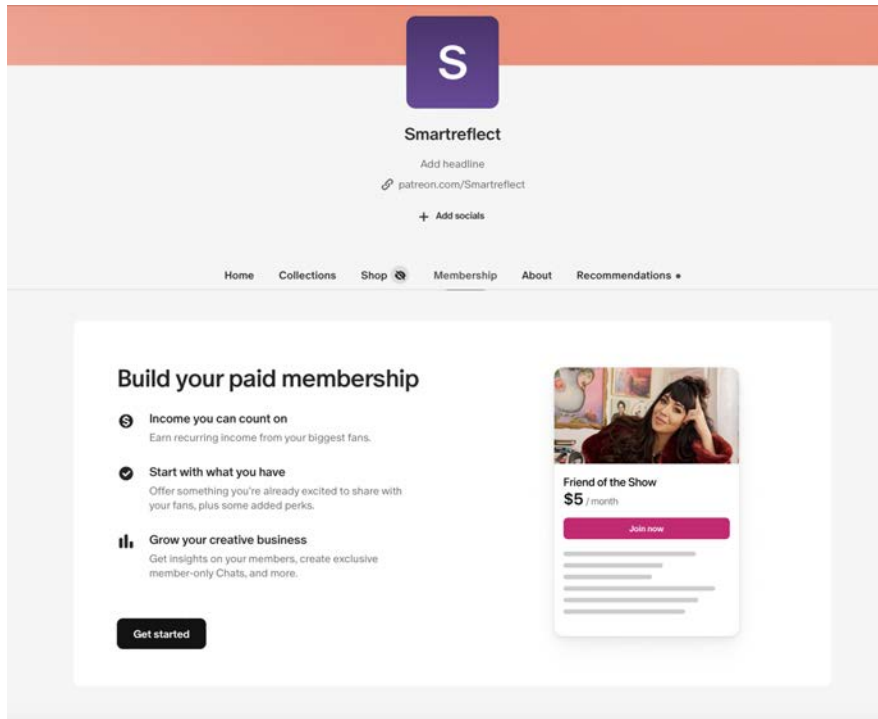 S
Smartreflect
Add headline
patreon.com/Smartreflect
+ Add socials
Home Collections Shop Membership About Recommendations •
Build your paid membership
Income you can count on
Earn recurring income from your biggest fans.
Start with what you have
Offer something you're already excited to share with
your fans, plus some added perks.
Grow your creative business
Get insights on your members, create exclusive
member-only Chats, and more.
Get started
Friend of the Show
$5 / month
Join now